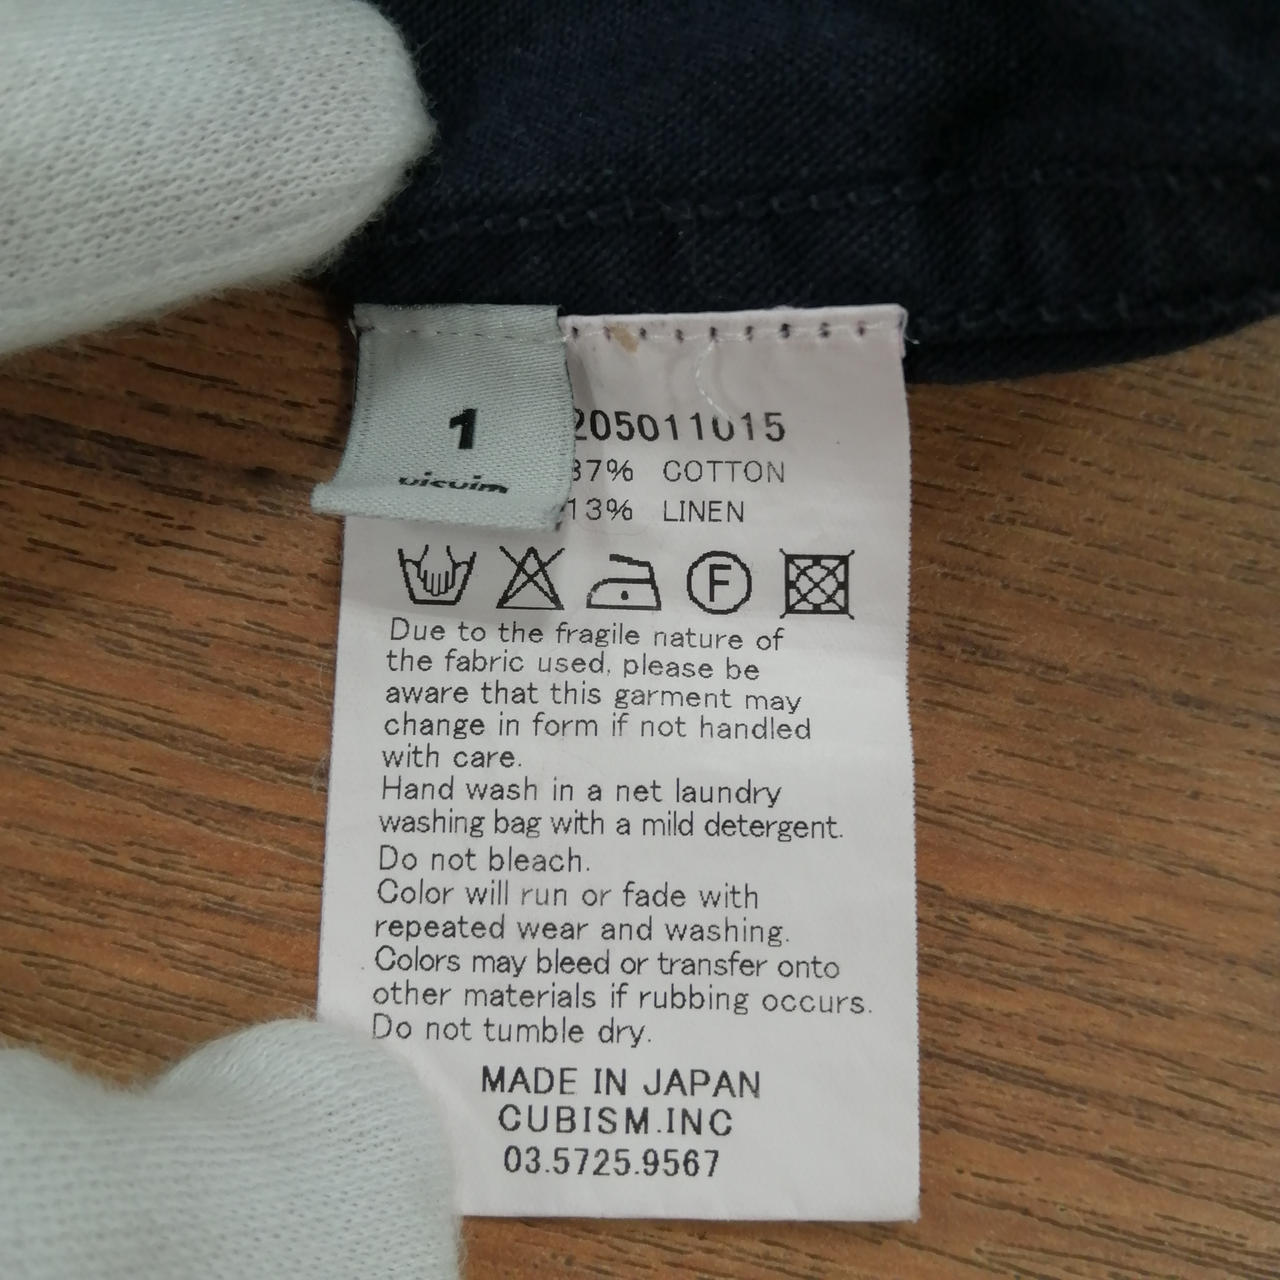 1
visvim
205011015
87% COTTON
13% LINEN
F
Due to the fragile nature of
the fabric used, please be
aware that this garment may
change in form if not handled
with care.
Hand wash in a net laundry
washing bag with a mild detergent.
Do not bleach.
Color will run or fade with
repeated wear and washing.
Colors may bleed or transfer onto
other materials if rubbing occurs.
Do not tumble dry.
MADE IN JAPAN
CUBISM.INC
03.5725.9567